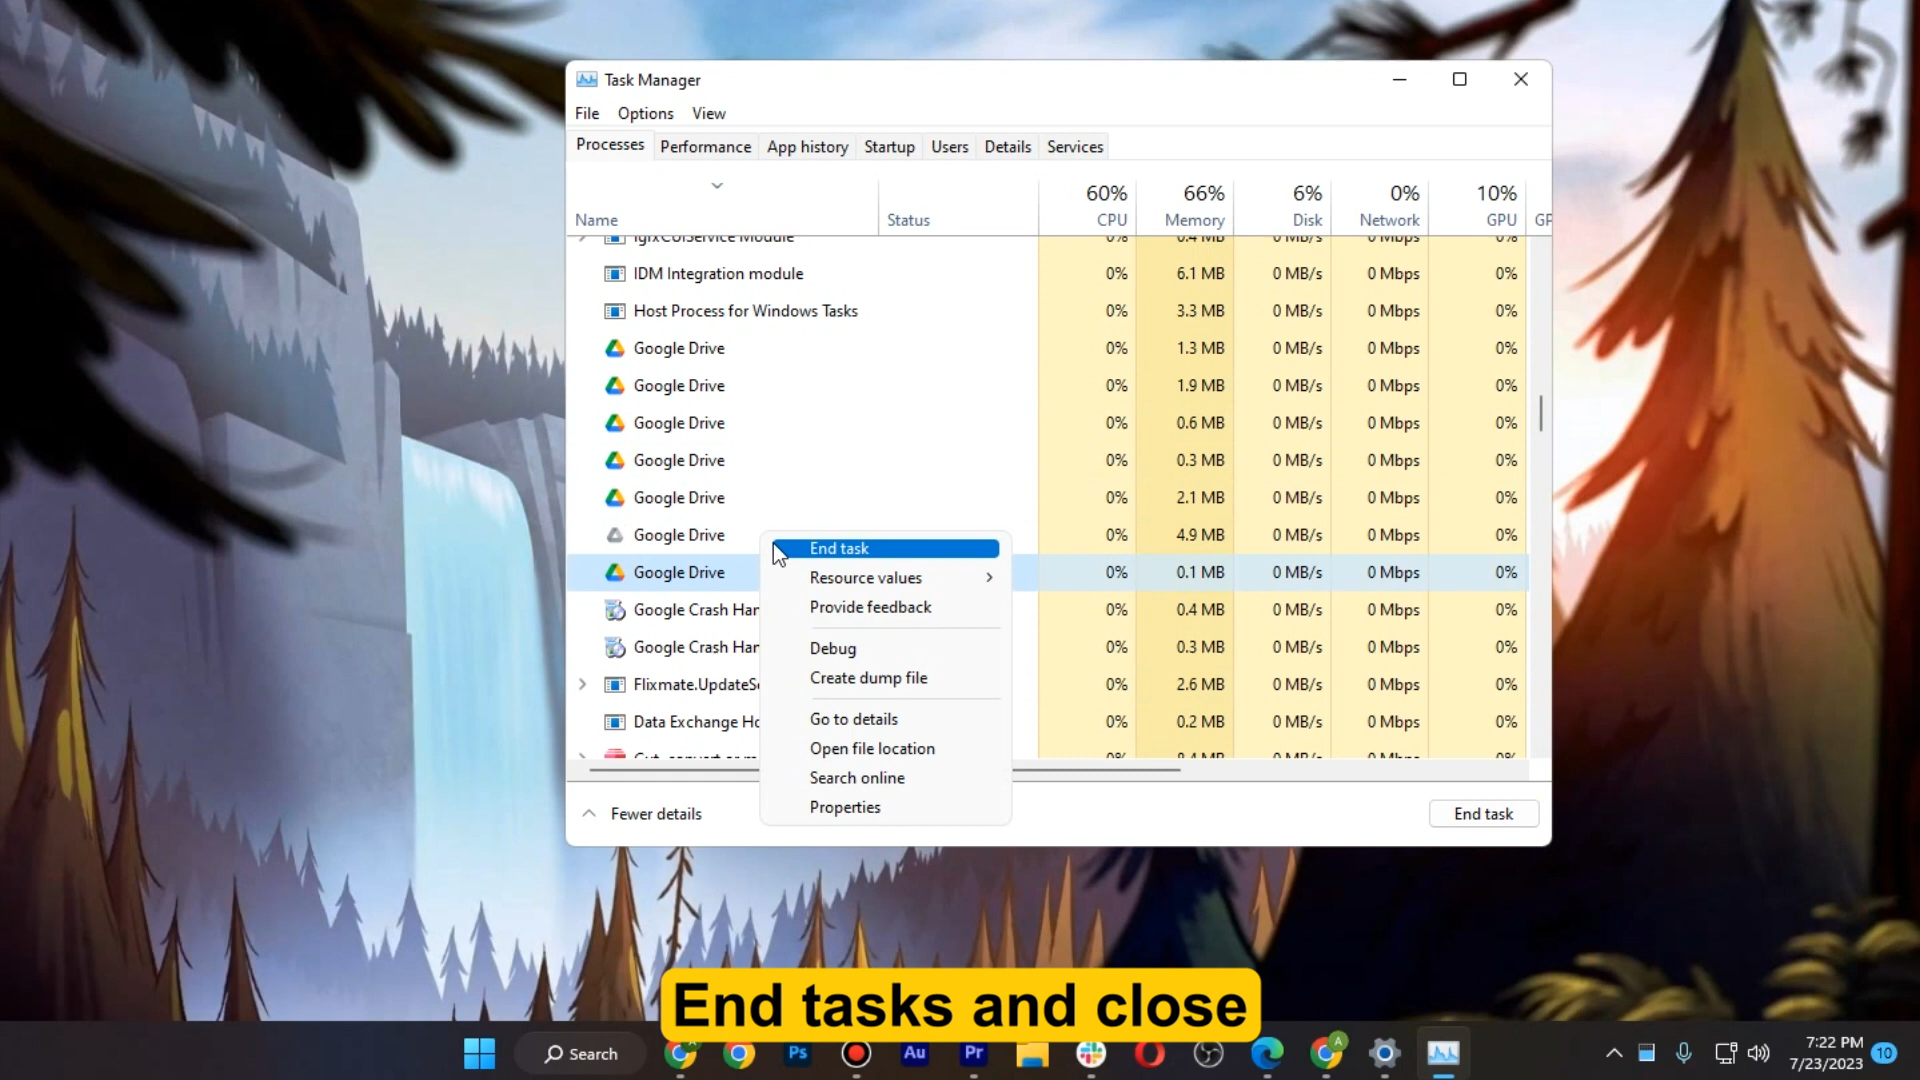 Task Manager
File Options View
Processes Performance App history Startup Users Details Services
60% 66% 6% 0% 10%
Name Status CPU Memory Disk Network GPU GP
igfxCUIService Module 0% 0.4 MB 0 MB/s 0 Mbps 0%
IDM Integration module 0% 6.1 MB 0 MB/s 0 Mbps 0%
Host Process for Windows Tasks 0% 3.3 MB 0 MB/s 0 Mbps 0%
Google Drive 0% 1.3 MB 0 MB/s 0 Mbps 0%
Google Drive 0% 1.9 MB 0 MB/s 0 Mbps 0%
Google Drive 0% 0.6 MB 0 MB/s 0 Mbps 0%
Google Drive 0% 0.3 MB 0 MB/s 0 Mbps 0%
Google Drive 0% 2.1 MB 0 MB/s 0 Mbps 0%
Google Drive 0% 4.9 MB 0 MB/s 0 Mbps 0%
Google Drive 0% 0.1 MB 0 MB/s 0 Mbps 0%
Google Crash Han 0% 0.4 MB 0 MB/s 0 Mbps 0%
Google Crash Han 0% 0.3 MB 0 MB/s 0 Mbps 0%
Flixmate.UpdateSe 0% 2.6 MB 0 MB/s 0 Mbps 0%
Data Exchange Ho 0% 0.2 MB 0 MB/s 0 Mbps 0%
0% 8.4 MB 0 MB/s 0 Mbps 0%
End task
Resource values
Provide feedback
Debug
Create dump file
Go to details
Open file location
Search online
Properties
Fewer details
End task
End tasks and close
Search
A
Ps
Au
Pr
A
7:22 PM
7/23/2023
10